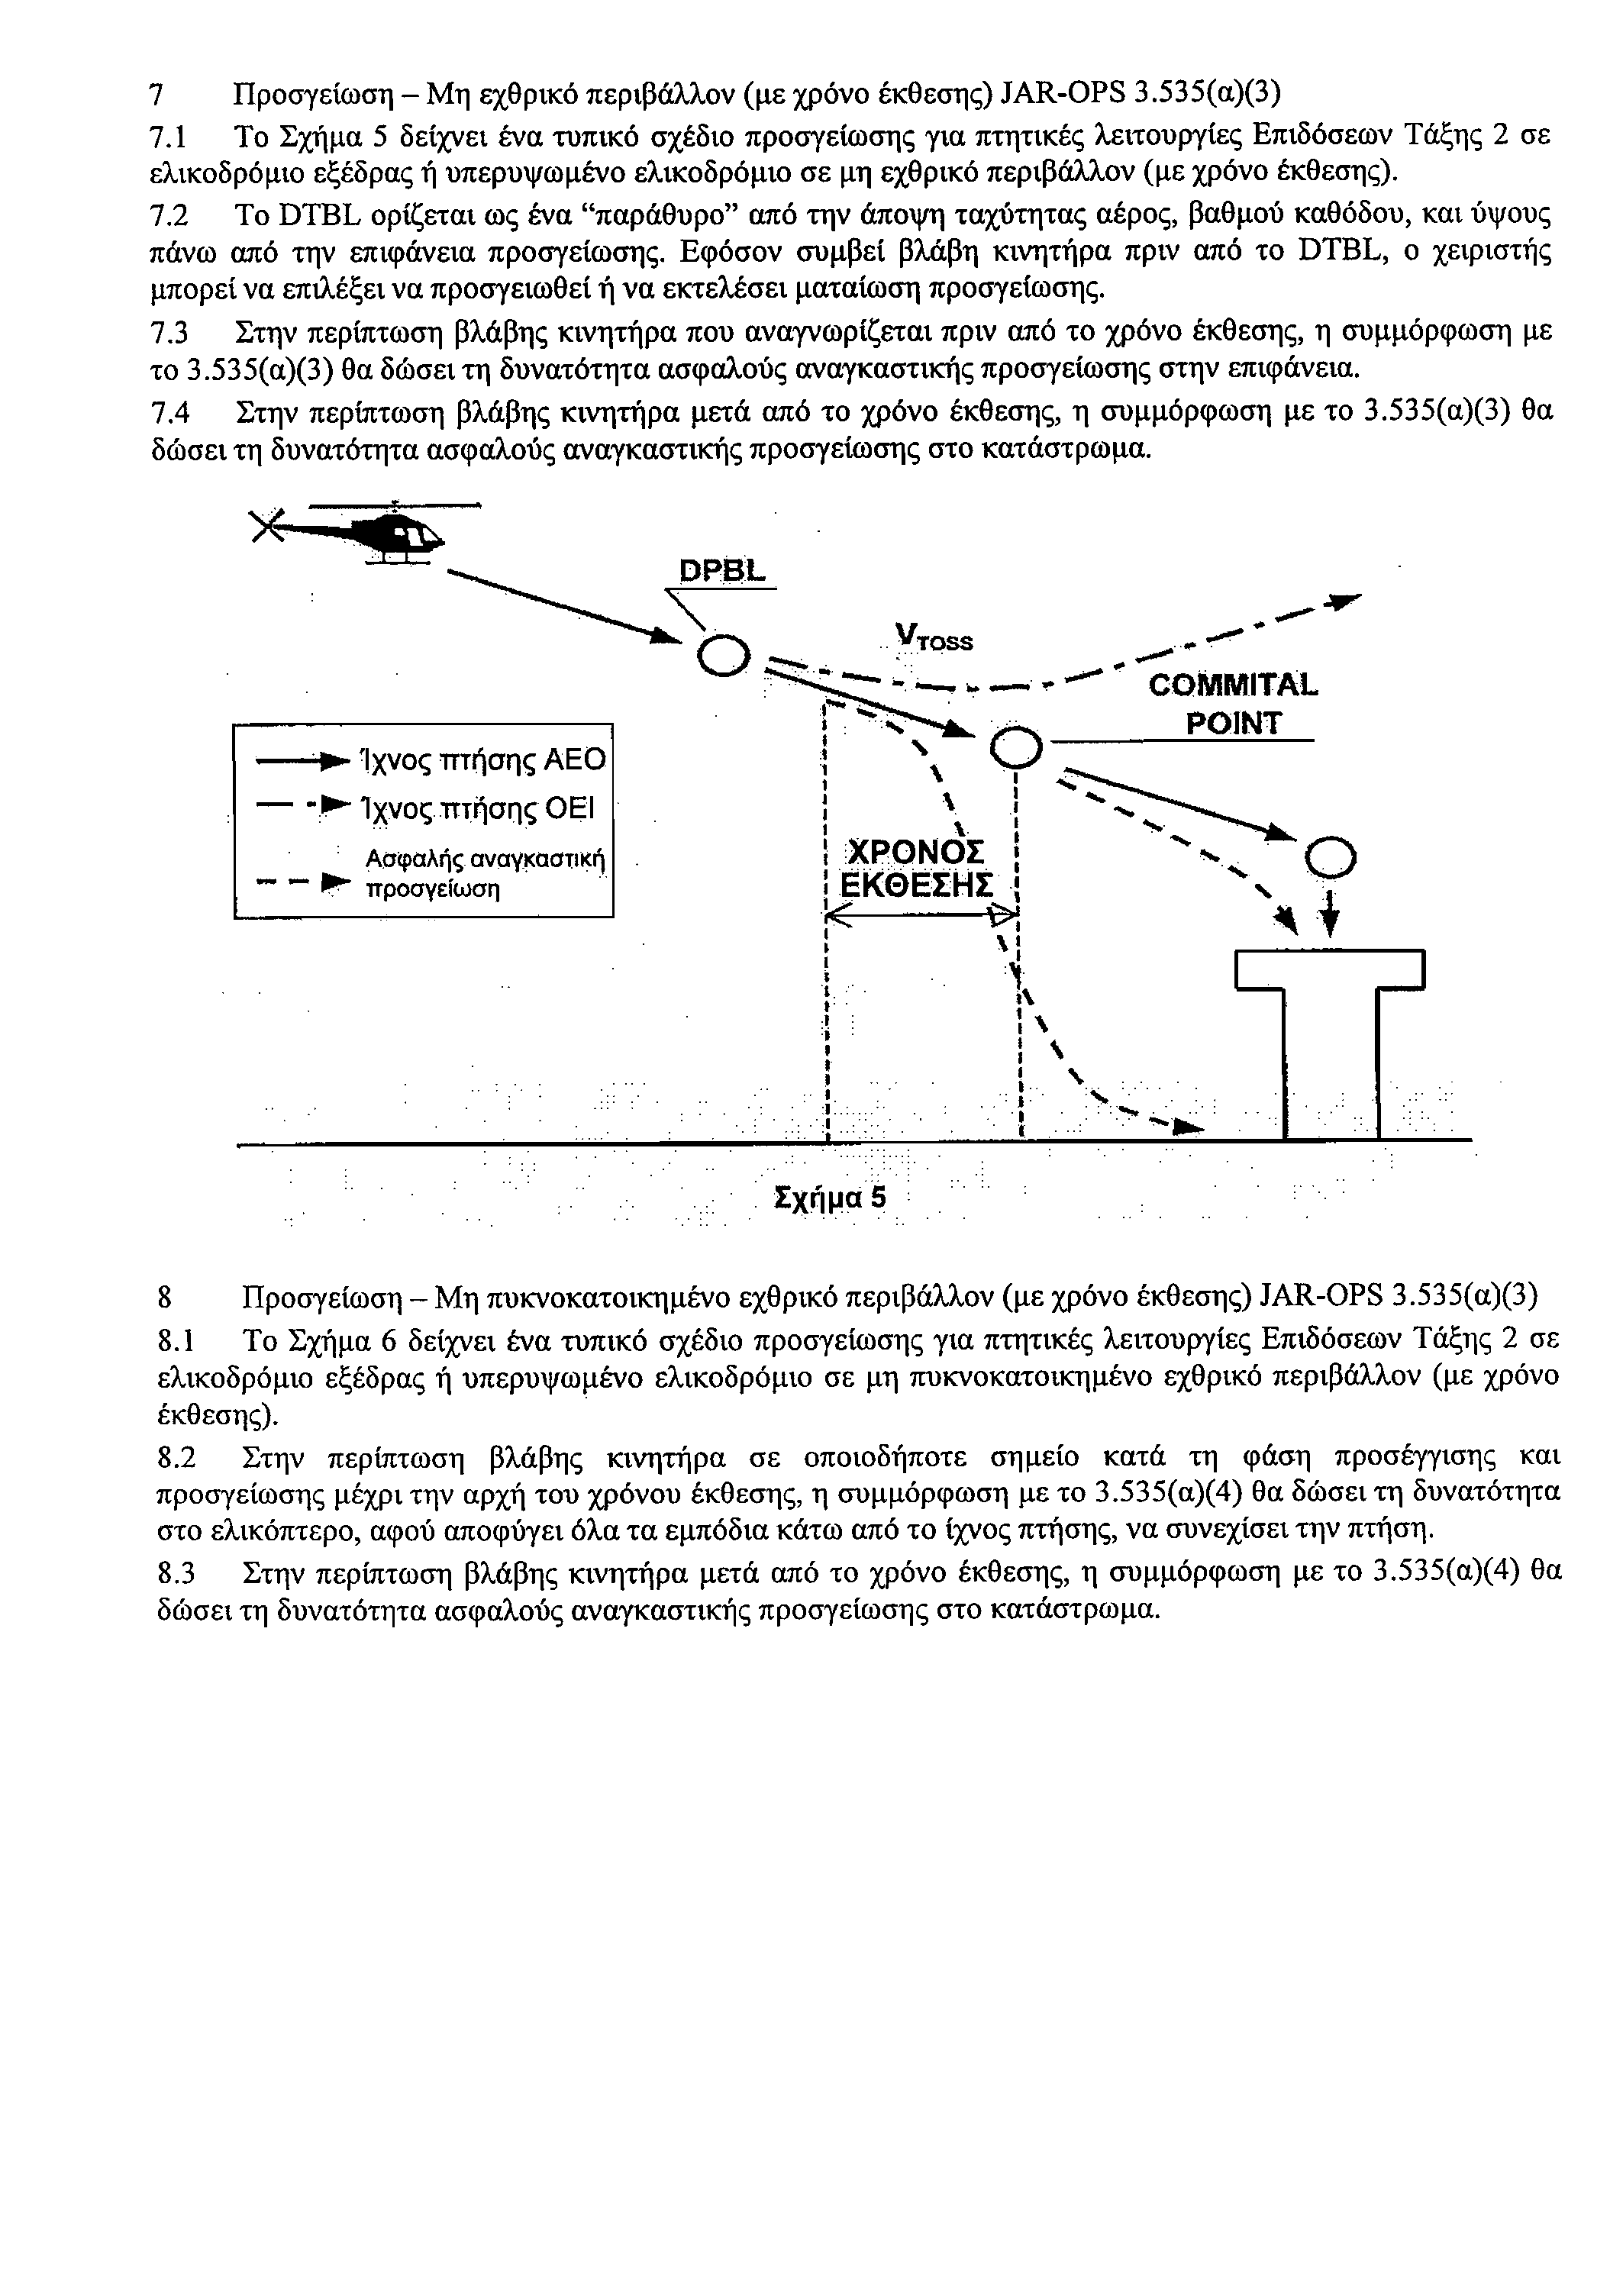 7 Προσγείωση – Μη εχθρικό περιβάλλον (με χρόνο έκθεσης) JAR-OPS 3.535(α)(3)
7.1 Το Σχήμα 5 δείχνει ένα τυπικό σχέδιο προσγείωσης για πτητικές λειτουργίες Επιδόσεων Τάξης 2 σε
ελικοδρόμιο εξέδρας ή υπερυψωμένο ελικοδρόμιο σε μη εχθρικό περιβάλλον (με χρόνο έκθεσης).
7.2 Το DTBL ορίζεται ως ένα “παράθυρο” από την άποψη ταχύτητας αέρος, βαθμού καθόδου, και ύψους
πάνω από την επιφάνεια προσγείωσης. Εφόσον συμβεί βλάβη κινητήρα πριν από το DTBL, ο χειριστής
μπορεί να επιλέξει να προσγειωθεί ή να εκτελέσει ματαίωση προσγείωσης.
7.3 Στην περίπτωση βλάβης κινητήρα που αναγνωρίζεται πριν από το χρόνο έκθεσης, η συμμόρφωση με
το 3.535(α)(3) θα δώσει τη δυνατότητα ασφαλούς αναγκαστικής προσγείωσης στην επιφάνεια.
7.4 Στην περίπτωση βλάβης κινητήρα μετά από το χρόνο έκθεσης, η συμμόρφωση με το 3.535(α)(3) θα
δώσει τη δυνατότητα ασφαλούς αναγκαστικής προσγείωσης στο κατάστρωμα.
DPBL
VTOSS
COMMITAL
POINT
Ίχνος πτήσης AEO
Ίχνος πτήσης OEI
Ασφαλής αναγκαστική
προσγείωση
ΧΡΟΝΟΣ
ΕΚΘΕΣΗΣ
Σχήμα 5
8 Προσγείωση – Μη πυκνοκατοικημένο εχθρικό περιβάλλον (με χρόνο έκθεσης) JAR-OPS 3.535(α)(3)
8.1 Το Σχήμα 6 δείχνει ένα τυπικό σχέδιο προσγείωσης για πτητικές λειτουργίες Επιδόσεων Τάξης 2 σε
ελικοδρόμιο εξέδρας ή υπερυψωμένο ελικοδρόμιο σε μη πυκνοκατοικημένο εχθρικό περιβάλλον (με χρόνο
έκθεσης).
8.2 Στην περίπτωση βλάβης κινητήρα σε οποιοδήποτε σημείο κατά τη φάση προσέγγισης και
προσγείωσης μέχρι την αρχή του χρόνου έκθεσης, η συμμόρφωση με το 3.535(α)(4) θα δώσει τη δυνατότητα
στο ελικόπτερο, αφού αποφύγει όλα τα εμπόδια κάτω από το ίχνος πτήσης, να συνεχίσει την πτήση.
8.3 Στην περίπτωση βλάβης κινητήρα μετά από το χρόνο έκθεσης, η συμμόρφωση με το 3.535(α)(4) θα
δώσει τη δυνατότητα ασφαλούς αναγκαστικής προσγείωσης στο κατάστρωμα.